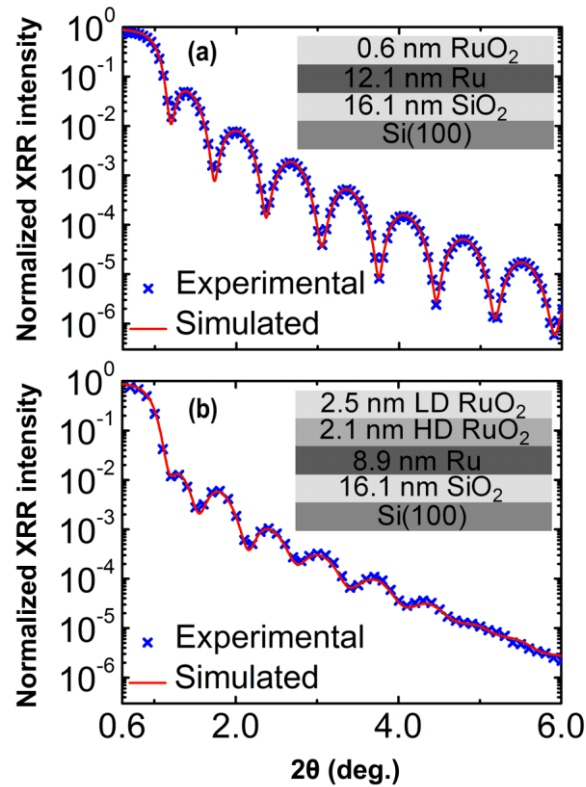 Normalized XRR intensity
10⁰
10⁻¹
10⁻²
10⁻³
10⁻⁴
10⁻⁵
10⁻⁶
(a)
0.6 nm RuO₂
12.1 nm Ru
16.1 nm SiO₂
Si(100)
Experimental
Simulated
Normalized XRR intensity
10⁰
10⁻¹
10⁻²
10⁻³
10⁻⁴
10⁻⁵
10⁻⁶
(b)
2.5 nm LD RuO₂
2.1 nm HD RuO₂
8.9 nm Ru
16.1 nm SiO₂
Si(100)
Experimental
Simulated
0.6 2.0 4.0 6.0
2θ (deg.)